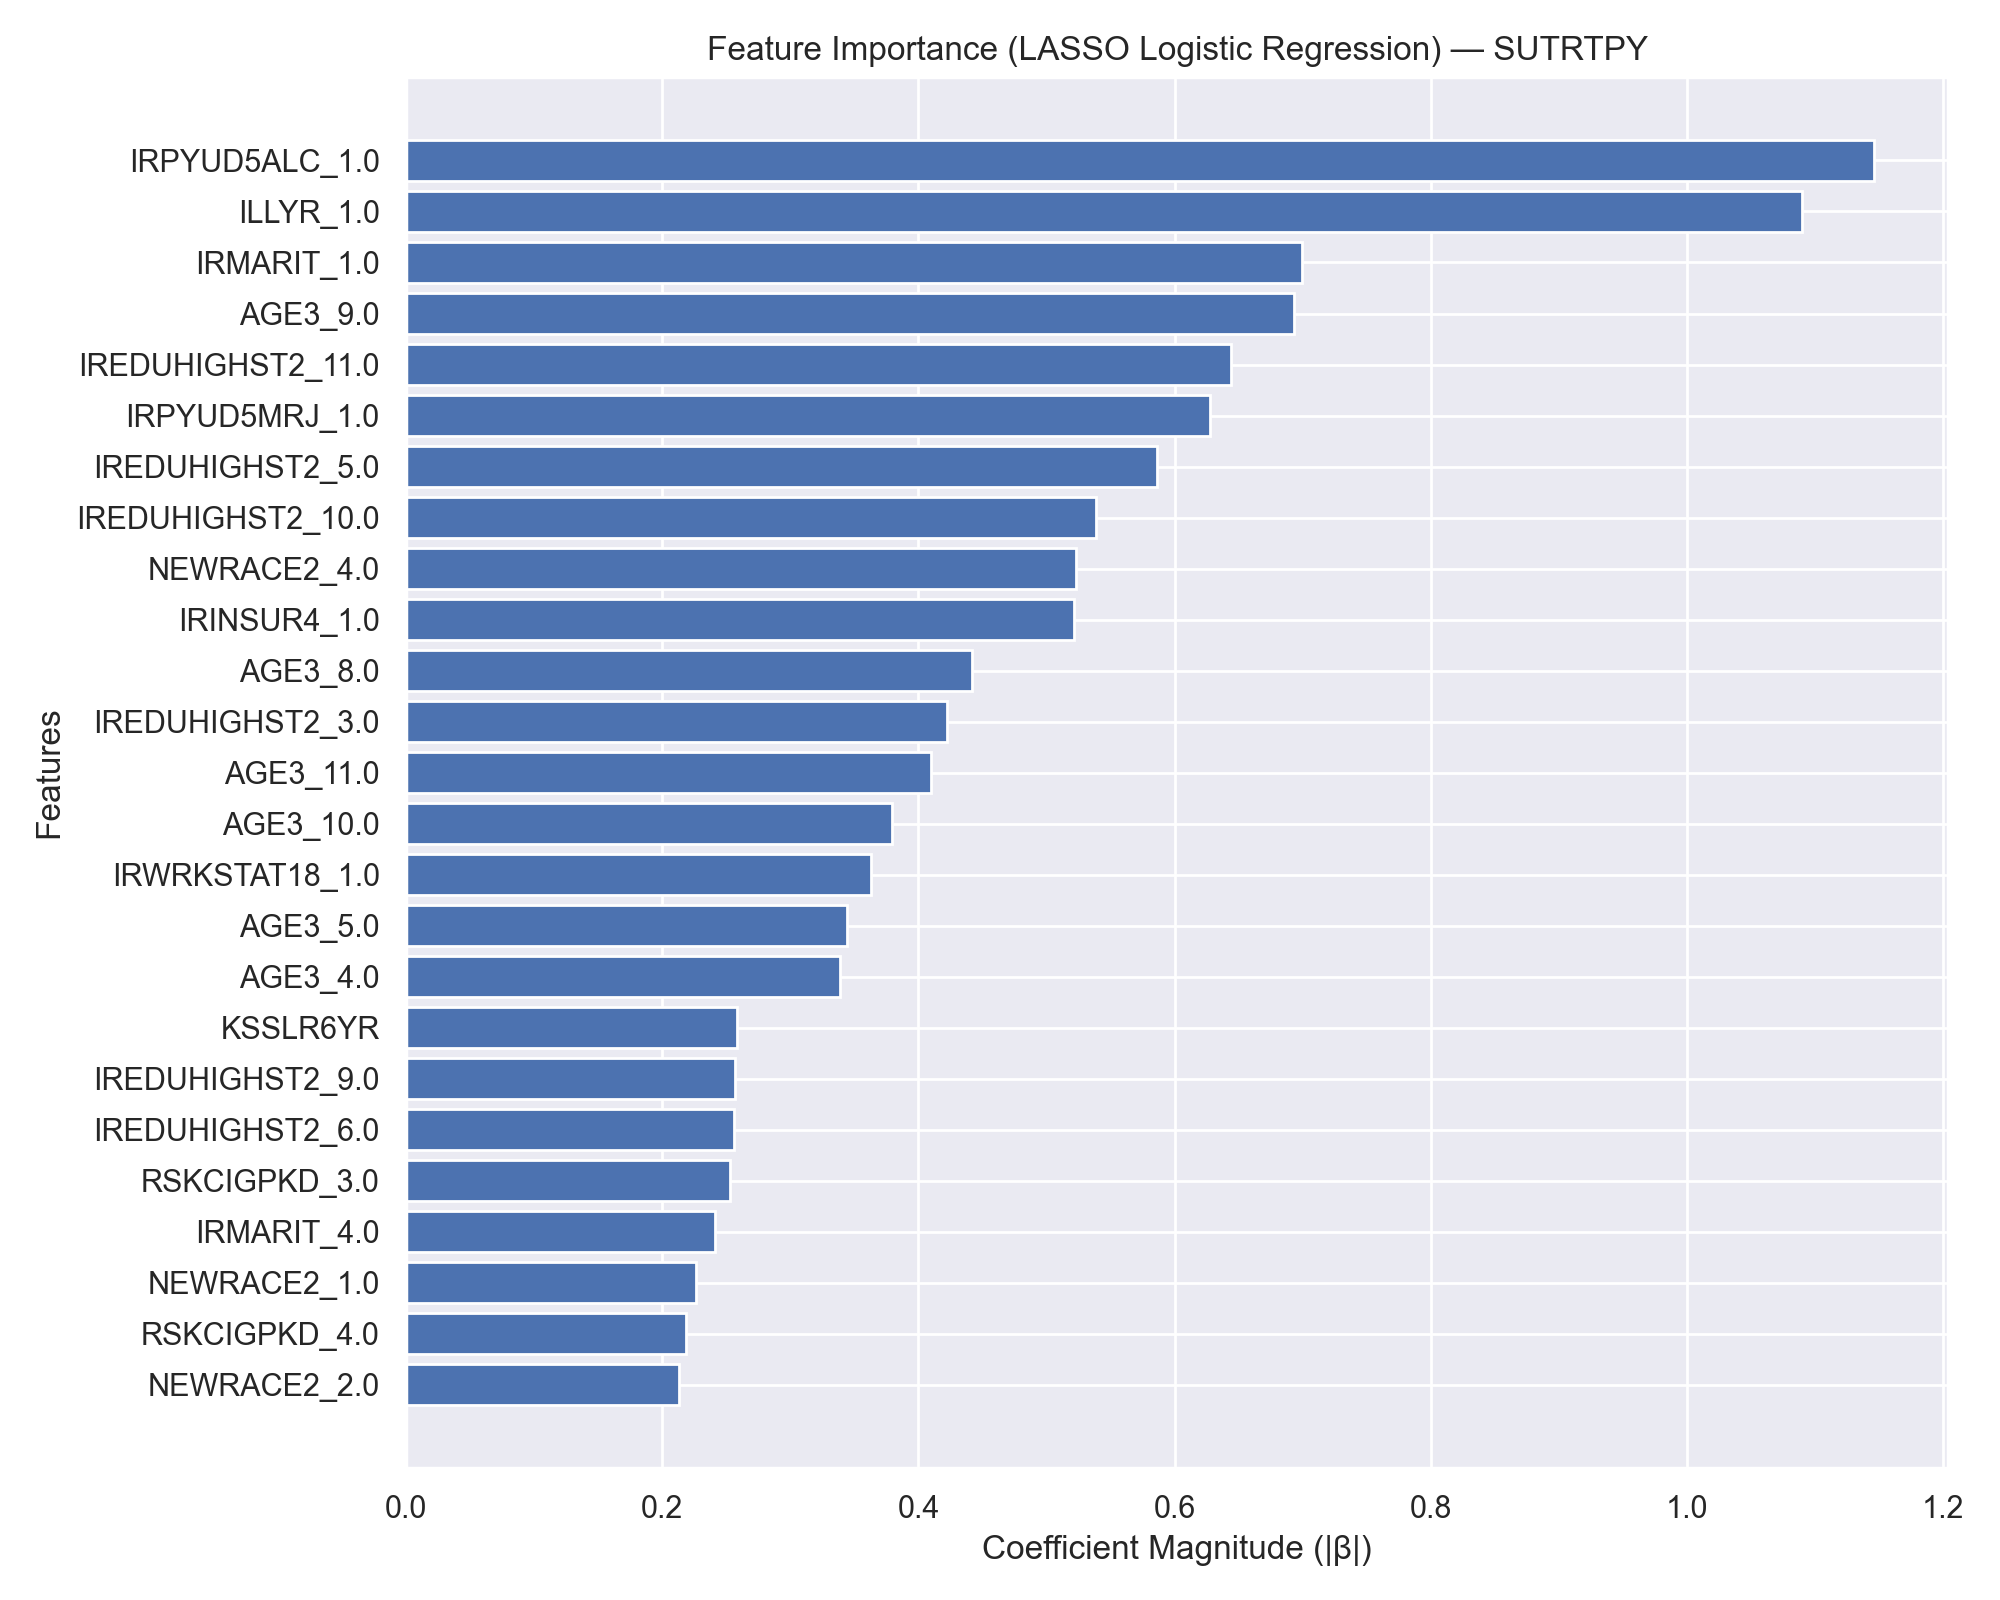 Feature Importance (LASSO Logistic Regression) — SUTRTPY
Features
IRPYUD5ALC_1.0
ILLYR_1.0
IRMARIT_1.0
AGE3_9.0
IREDUHIGHST2_11.0
IRPYUD5MRJ_1.0
IREDUHIGHST2_5.0
IREDUHIGHST2_10.0
NEWRACE2_4.0
IRINSUR4_1.0
AGE3_8.0
IREDUHIGHST2_3.0
AGE3_11.0
AGE3_10.0
IRWRKSTAT18_1.0
AGE3_5.0
AGE3_4.0
KSSLR6YR
IREDUHIGHST2_9.0
IREDUHIGHST2_6.0
RSKCIGPKD_3.0
IRMARIT_4.0
NEWRACE2_1.0
RSKCIGPKD_4.0
NEWRACE2_2.0
0.0 0.2 0.4 0.6 0.8 1.0 1.2
Coefficient Magnitude (|β|)